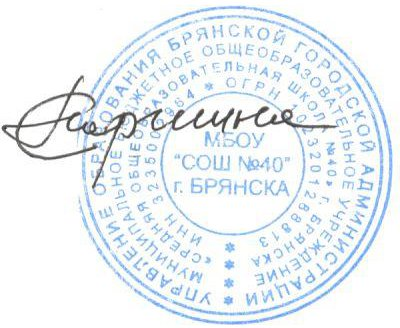 УПРАВЛЕНИЕ ОБРАЗОВАНИЯ БРЯНСКОЙ ГОРОДСКОЙ АДМИНИСТРАЦИИ
МУНИЦИПАЛЬНОЕ БЮДЖЕТНОЕ ОБЩЕОБРАЗОВАТЕЛЬНОЕ УЧРЕЖДЕНИЕ
«СРЕДНЯЯ ОБЩЕОБРАЗОВАТЕЛЬНАЯ ШКОЛА №40» Г. БРЯНСКА
ИНН
ОГРН
МБОУ
"СОШ №40"
г. БРЯНСКА